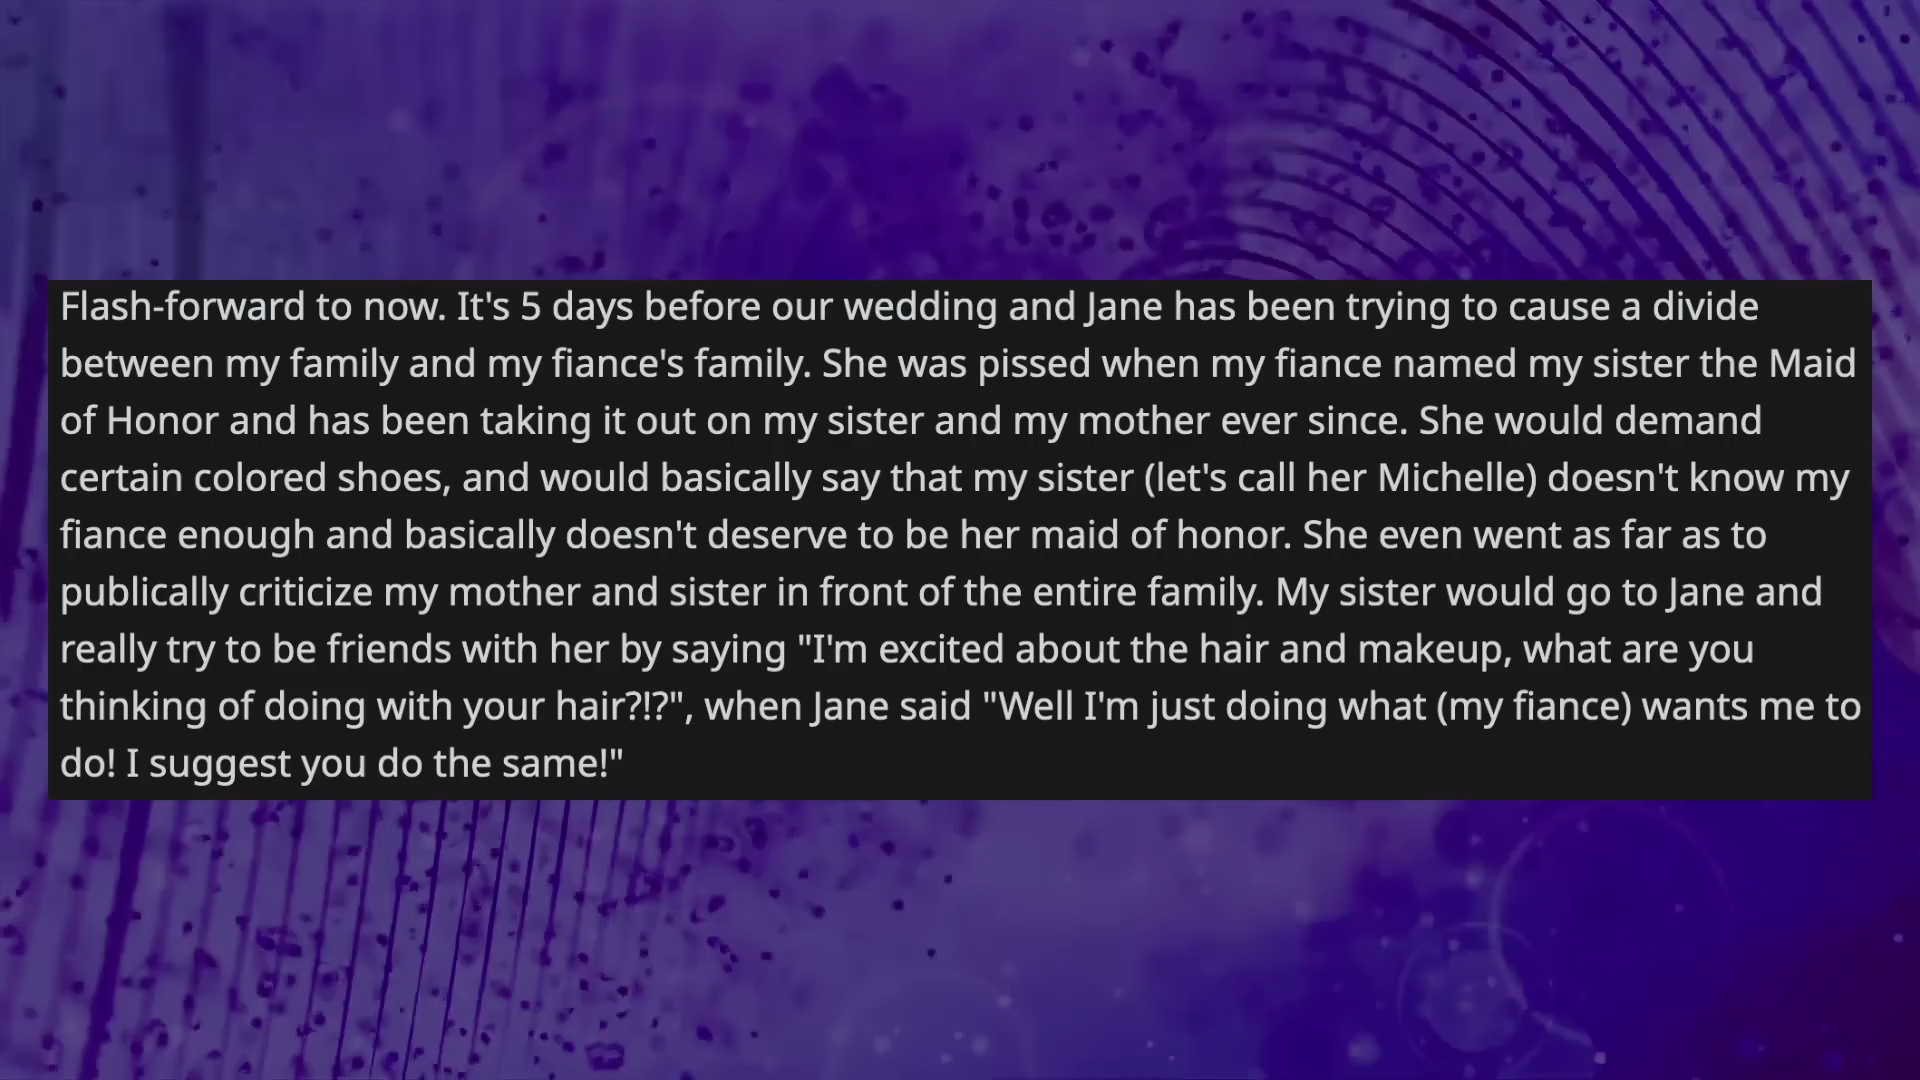 Flash-forward to now. It's 5 days before our wedding and Jane has been trying to cause a divide
between my family and my fiance's family. She was pissed when my fiance named my sister the Maid
of Honor and has been taking it out on my sister and my mother ever since. She would demand
certain colored shoes, and would basically say that my sister (let's call her Michelle) doesn't know my
fiance enough and basically doesn't deserve to be her maid of honor. She even went as far as to
publically criticize my mother and sister in front of the entire family. My sister would go to Jane and
really try to be friends with her by saying "I'm excited about the hair and makeup, what are you
thinking of doing with your hair?!?", when Jane said "Well I'm just doing what (my fiance) wants me to
do! I suggest you do the same!"